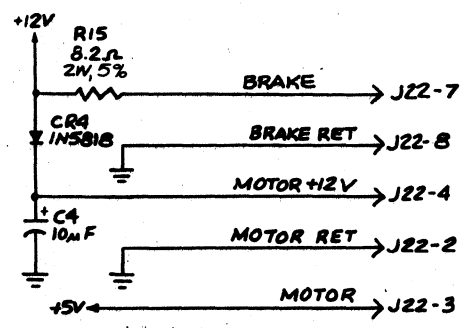 +12V
R15
8.2Ω
2W, 5%
BRAKE
J22-7
CR4
1N5818
BRAKE RET
J22-8
MOTOR +12V
J22-4
+ C4
10µF
MOTOR RET
J22-2
+5V
MOTOR
J22-3